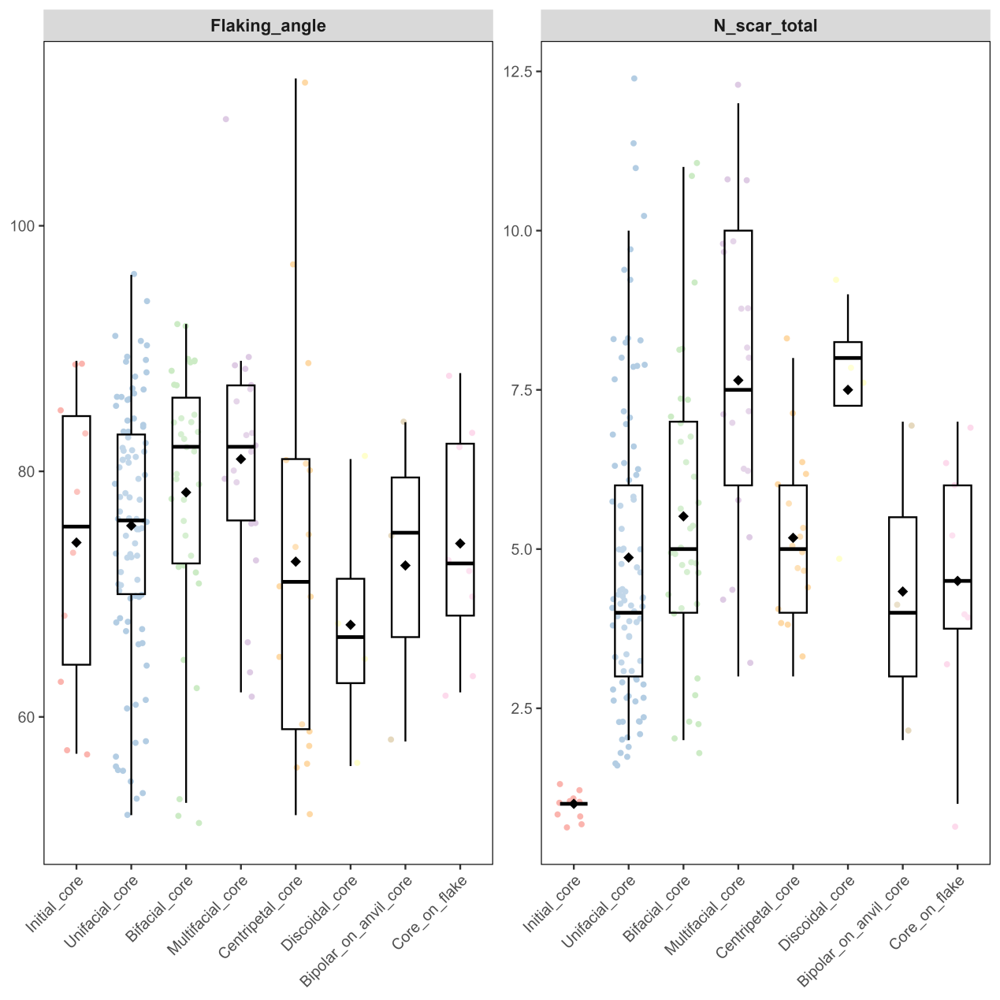 Flaking_angle
N_scar_total
100
80
60
12.5
10.0
7.5
5.0
2.5
Initial_core
Unifacial_core
Bifacial_core
Multifacial_core
Centripetal_core
Discoidal_core
Bipolar_on_anvil_core
Core_on_flake
Initial_core
Unifacial_core
Bifacial_core
Multifacial_core
Centripetal_core
Discoidal_core
Bipolar_on_anvil_core
Core_on_flake